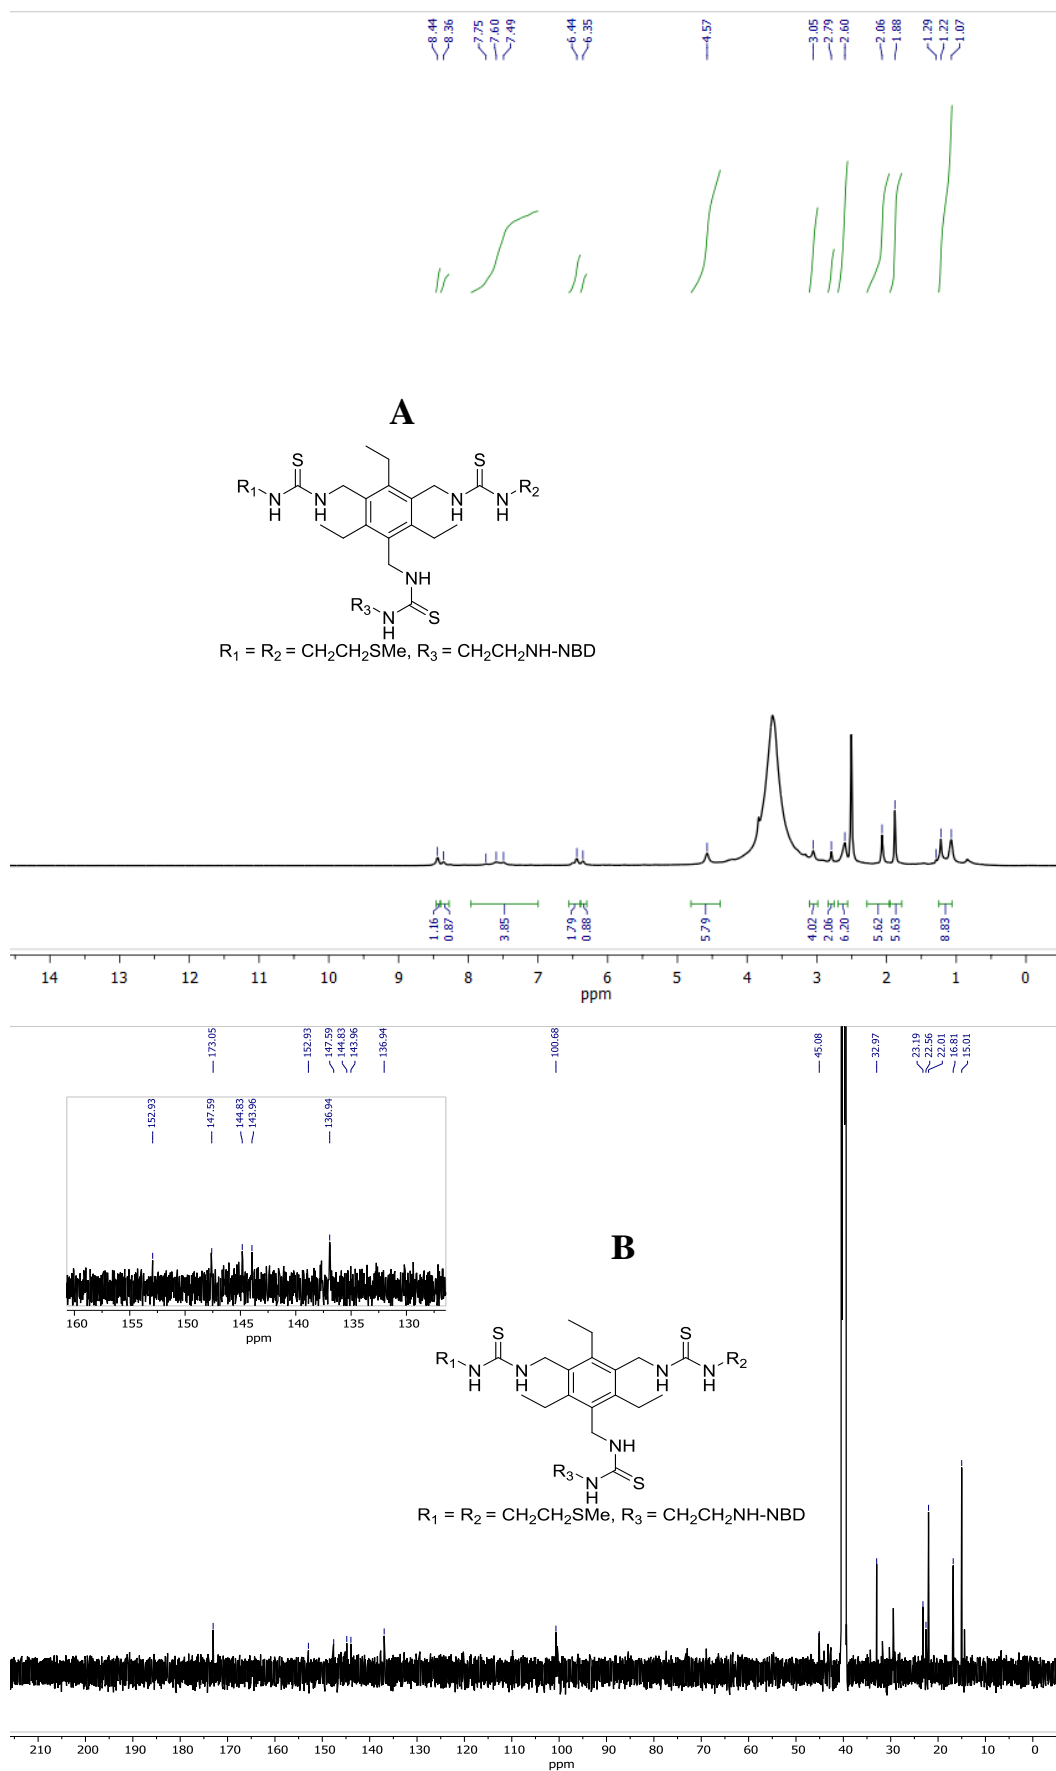 8.44 8.36 7.75 7.60 7.49 6.44 6.35 4.57 3.05 2.79 2.60 2.06 1.88 1.29 1.22 1.07
A
S S
R1 N N N N R2
H H H H
NH
R3 N S
H
R1 = R2 = CH2CH2SMe, R3 = CH2CH2NH-NBD
1.16 0.87 3.85 1.79 0.88 5.79 4.02 2.06 6.20 5.62 5.63 8.83
14 13 12 11 10 9 8 7 6 5 4 3 2 1 0
ppm
173.05 152.93 147.59 144.83 143.96 136.94 100.68 45.08 32.97 23.19 22.56 22.01 16.81 15.01
152.93 147.59 144.83 143.96 136.94
160 155 150 145 140 135 130
ppm
B
S S
R1 N N N N R2
H H H H
NH
R3 N S
H
R1 = R2 = CH2CH2SMe, R3 = CH2CH2NH-NBD
210 200 190 180 170 160 150 140 130 120 110 100 90 80 70 60 50 40 30 20 10 0
ppm